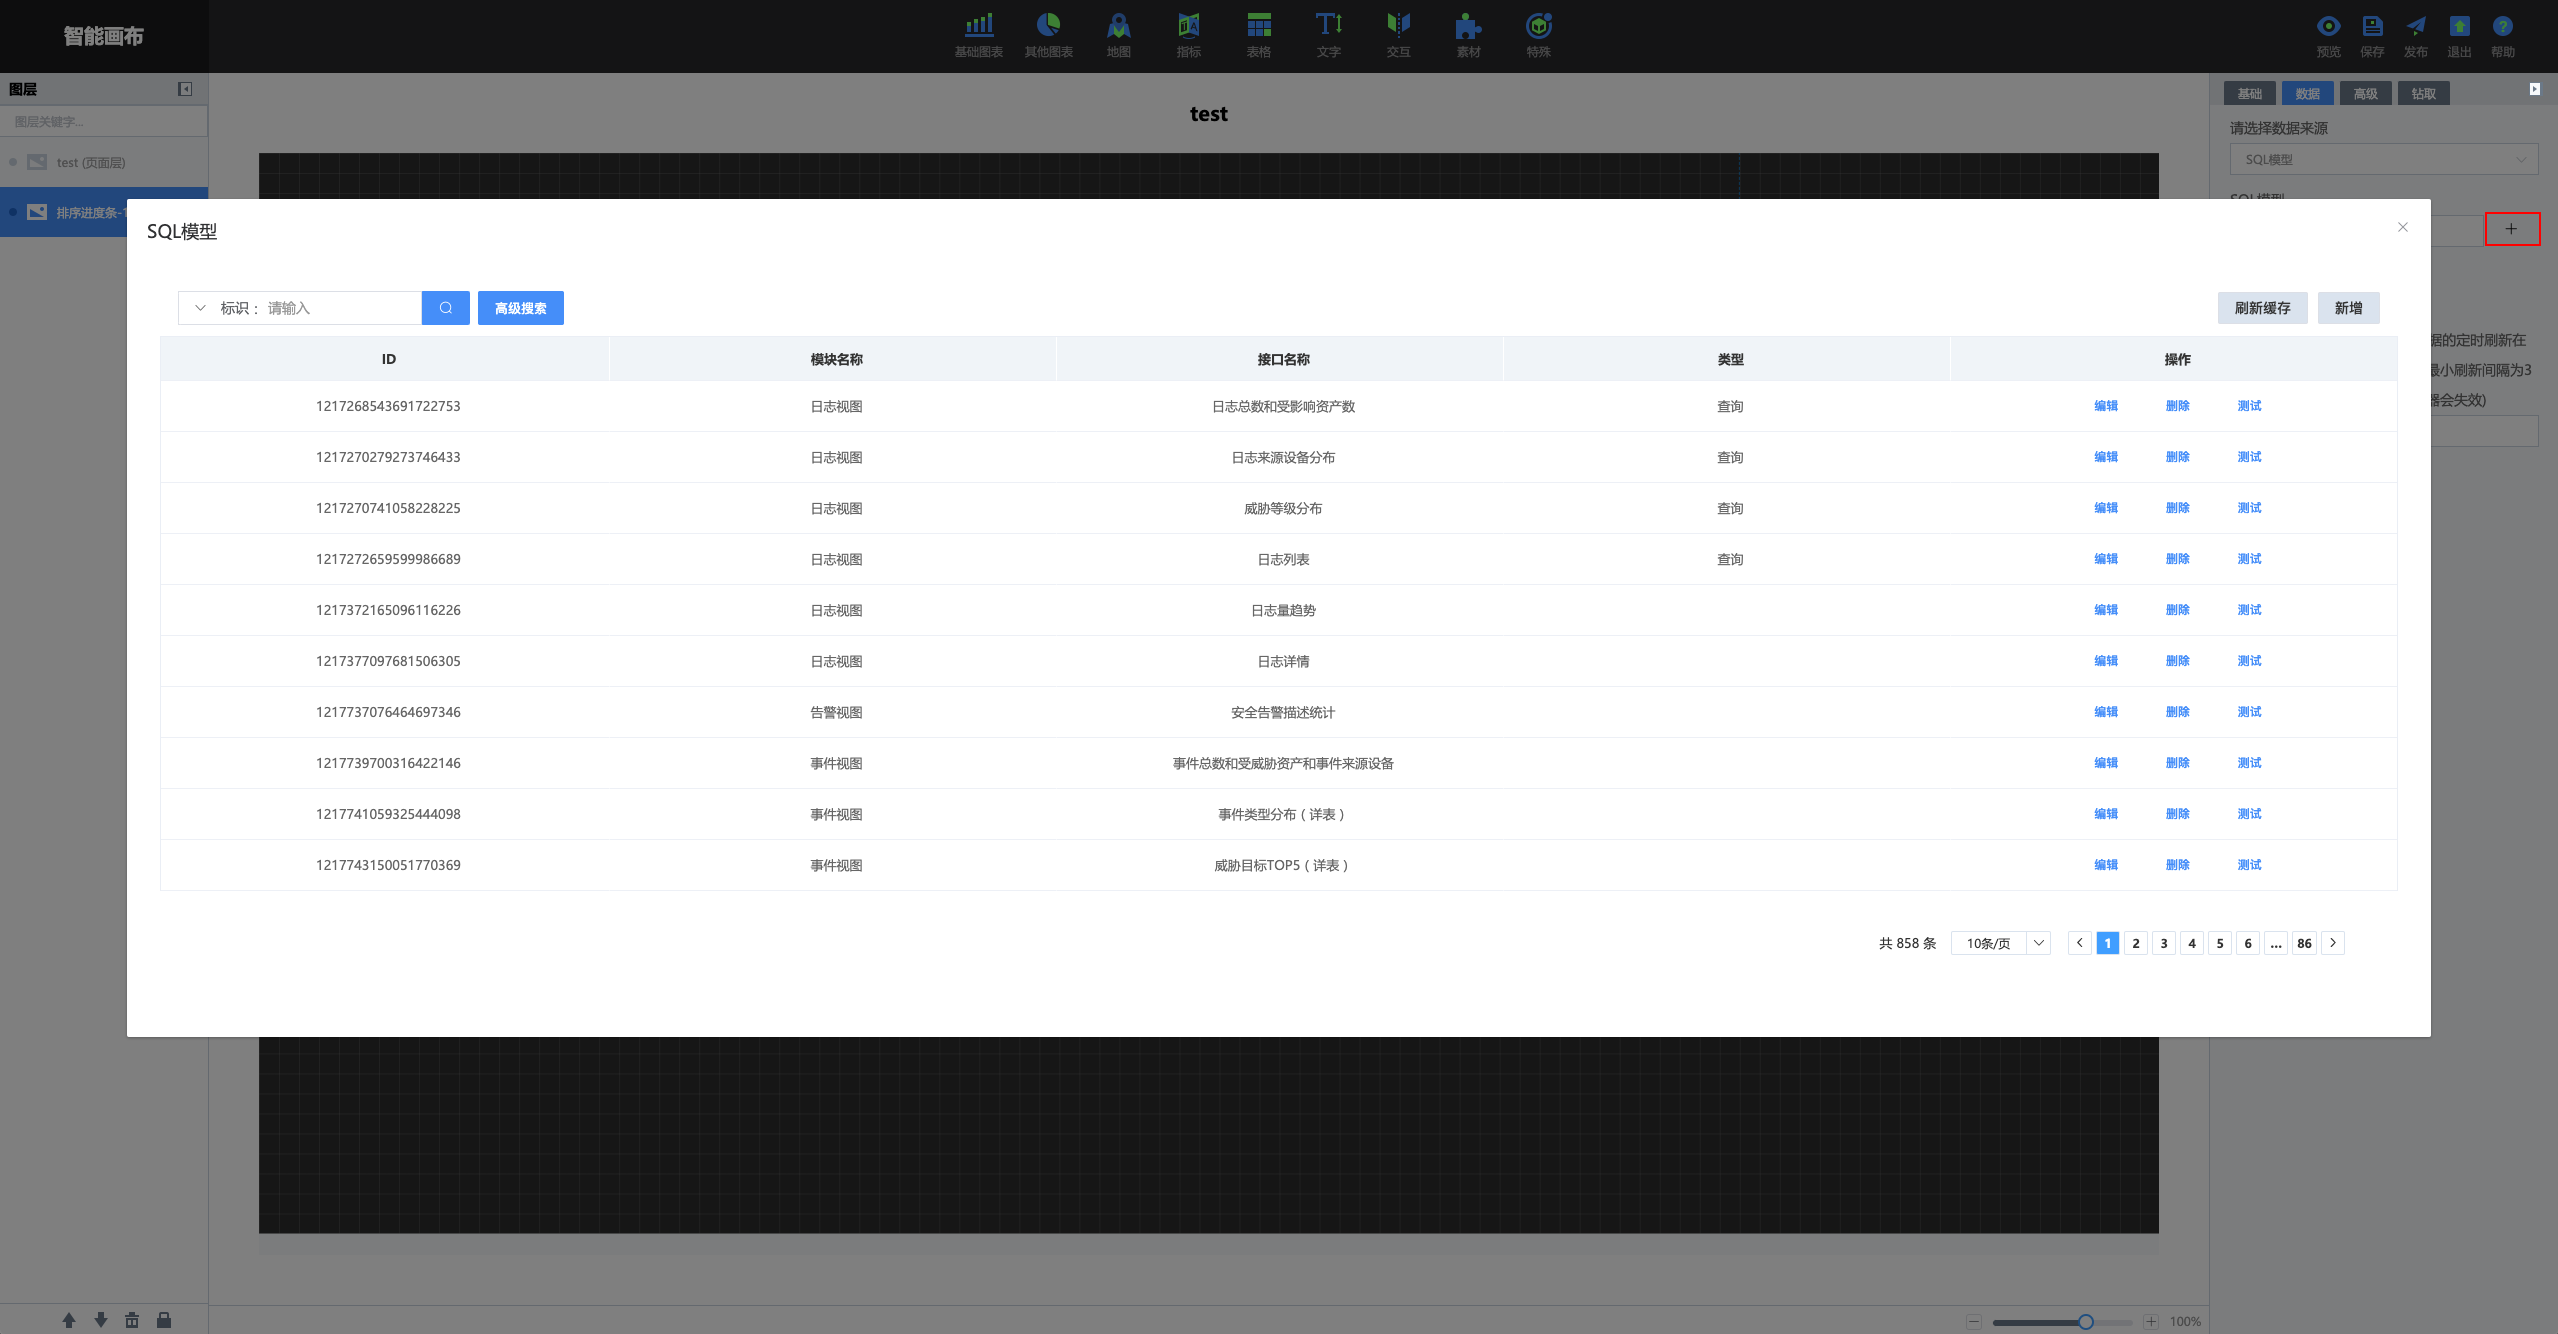 智能画布
基础图表 其他图表 地图 指标 表格 文字 交互 素材 特殊
预览 保存 发布 退出 帮助
图层
图层关键字...
test (页面层)
排序进度条-1
test
基础 数据 高级 钻取
请选择数据来源
SQL模型
SQL模型
据的定时刷新在
最小刷新间隔为3
器会失效)
SQL模型
标识： 请输入 高级搜索 刷新缓存 新增
ID 模块名称 接口名称 类型 操作
1217268543691722753 日志视图 日志总数和受影响资产数 查询 编辑 删除 测试
1217270279273746433 日志视图 日志来源设备分布 查询 编辑 删除 测试
1217270741058228225 日志视图 威胁等级分布 查询 编辑 删除 测试
1217272659599986689 日志视图 日志列表 查询 编辑 删除 测试
1217372165096116226 日志视图 日志量趋势 编辑 删除 测试
1217377097681506305 日志视图 日志详情 编辑 删除 测试
1217737076464697346 告警视图 安全告警描述统计 编辑 删除 测试
1217739700316422146 事件视图 事件总数和受威胁资产和事件来源设备 编辑 删除 测试
1217741059325444098 事件视图 事件类型分布（详表） 编辑 删除 测试
1217743150051770369 事件视图 威胁目标TOP5（详表） 编辑 删除 测试
共 858 条 10条/页 1 2 3 4 5 6 ... 86
100%